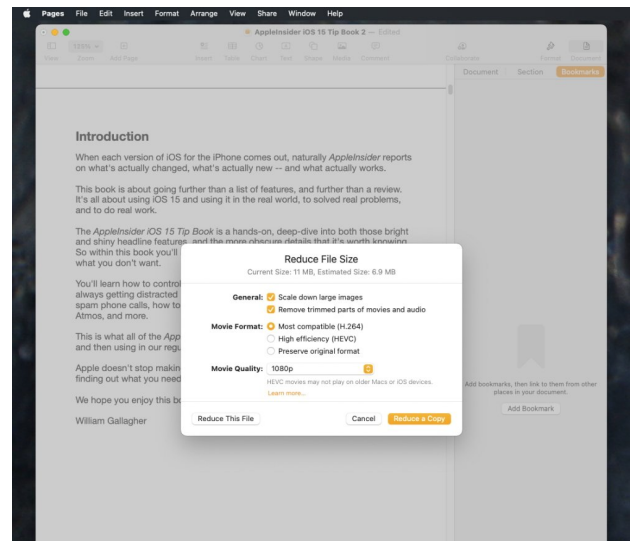 Pages File Edit Insert Format Arrange View Share Window Help
AppleInsider iOS 15 Tip Book 2 — Edited
View Zoom Add Page Insert Table Chart Text Shape Media Comment Collaborate Format Document
Document Section Bookmarks
Introduction
When each version of iOS for the iPhone comes out, naturally AppleInsider reports
on what's actually changed, what's actually new -- and what actually works.
This book is about going further than a list of features, and further than a review.
It's all about using iOS 15 and using it in the real world, to solved real problems,
and to do real work.
The AppleInsider iOS 15 Tip Book is a hands-on, deep-dive into both those bright
and shiny headline features, and the more obscure details that it's worth knowing.
So within this book you'll
what you don't want.
You'll learn how to control
always getting distracted
spam phone calls, how to
Atmos, and more.
This is what all of the App
and then using in our regu
Apple doesn't stop makin
finding out what you need
We hope you enjoy this bo
William Gallagher
Reduce File Size
Current Size: 11 MB, Estimated Size: 6.9 MB
General: Scale down large images
Remove trimmed parts of movies and audio
Movie Format: Most compatible (H.264)
High efficiency (HEVC)
Preserve original format
Movie Quality: 1080p
HEVC movies may not play on older Macs or iOS devices.
Learn more...
Reduce This File Cancel Reduce a Copy
Add bookmarks, then link to them from other
places in your document.
Add Bookmark